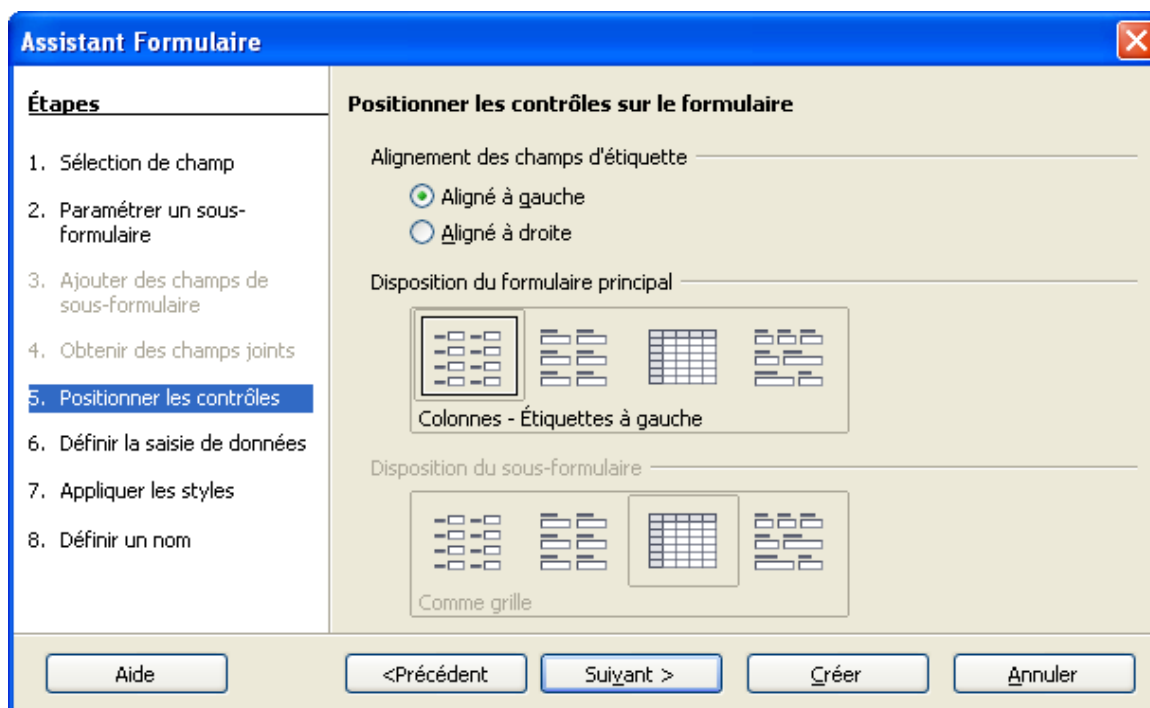 Assistant Formulaire
Étapes
1. Sélection de champ
2. Paramétrer un sous-
formulaire
3. Ajouter des champs de
sous-formulaire
4. Obtenir des champs joints
5. Positionner les contrôles
6. Définir la saisie de données
7. Appliquer les styles
8. Définir un nom
Positionner les contrôles sur le formulaire
Alignement des champs d'étiquette
Aligné à gauche
Aligné à droite
Disposition du formulaire principal
Colonnes - Étiquettes à gauche
Disposition du sous-formulaire
Comme grille
Aide
<Précédent
Suivant >
Créer
Annuler